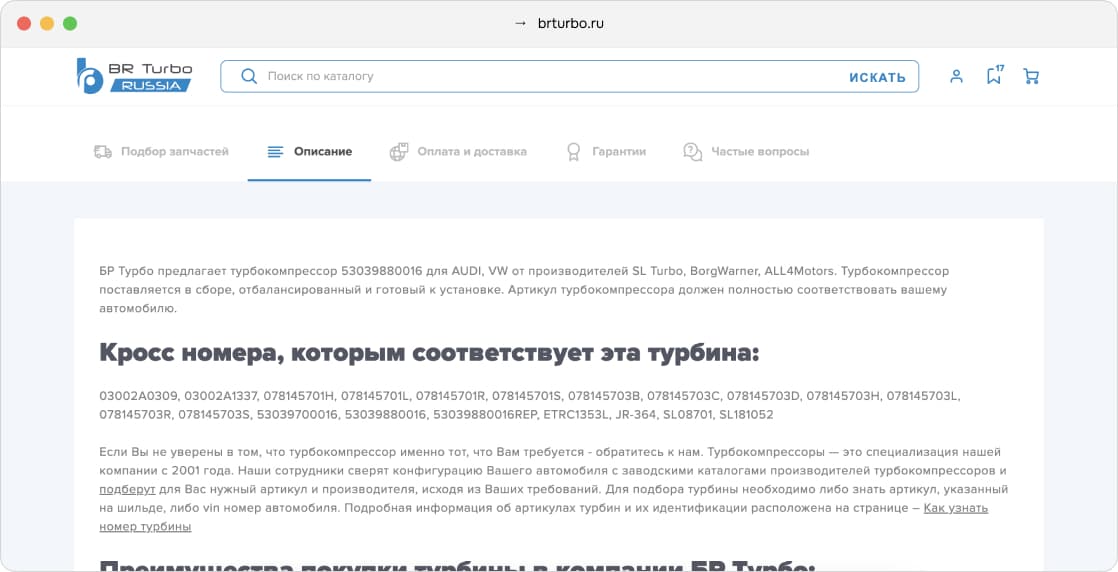 → brturbo.ru
BR Turbo
RUSSIA
Поиск по каталогу
ИСКАТЬ
17
Подбор запчастей
Описание
Оплата и доставка
Гарантии
Частые вопросы
БР Турбо предлагает турбокомпрессор 53039880016 для AUDI, VW от производителей SL Turbo, BorgWarner, ALL4Motors. Турбокомпрессор
поставляется в сборе, отбалансированный и готовый к установке. Артикул турбокомпрессора должен полностью соответствовать вашему
автомобилю.
Кросс номера, которым соответствует эта турбина:
03002A0309, 03002A1337, 078145701H, 078145701L, 078145701R, 078145701S, 078145703B, 078145703C, 078145703D, 078145703H, 078145703L,
078145703R, 078145703S, 53039700016, 53039880016, 53039880016REP, ETRC1353L, JR-364, SL08701, SL181052
Если Вы не уверены в том, что турбокомпрессор именно тот, что Вам требуется - обратитесь к нам. Турбокомпрессоры — это специализация нашей
компании с 2001 года. Наши сотрудники сверят конфигурацию Вашего автомобиля с заводскими каталогами производителей турбокомпрессоров и
подберут для Вас нужный артикул и производителя, исходя из Ваших требований. Для подбора турбины необходимо либо знать артикул, указанный
на шильде, либо vin номер автомобиля. Подробная информация об артикулах турбин и их идентификации расположена на странице – Как узнать
номер турбины
Преимущества покупки турбины в компании БР Турбо: